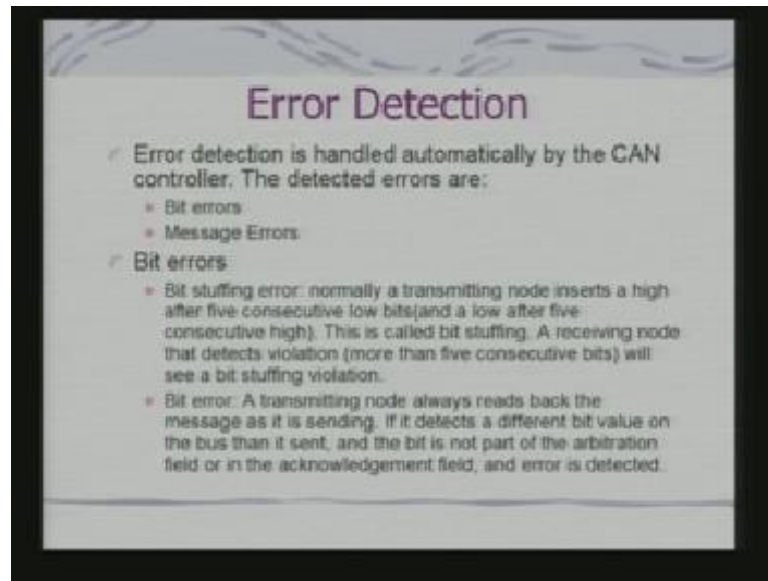 Error Detection
Error detection is handled automatically by the CAN
controller. The detected errors are:
Bit errors
Message Errors.
Bit errors
Bit stuffing error: normally a transmitting node inserts a high
after five consecutive low bits(and a low after five
consecutive high). This is called bit stuffing. A receiving node
that detects violation (more than five consecutive bits) will
see a bit stuffing violation.
Bit error: A transmitting node always reads back the
message as it is sending. If it detects a different bit value on
the bus than it sent, and the bit is not part of the arbitration
field or in the acknowledgement field, and error is detected.